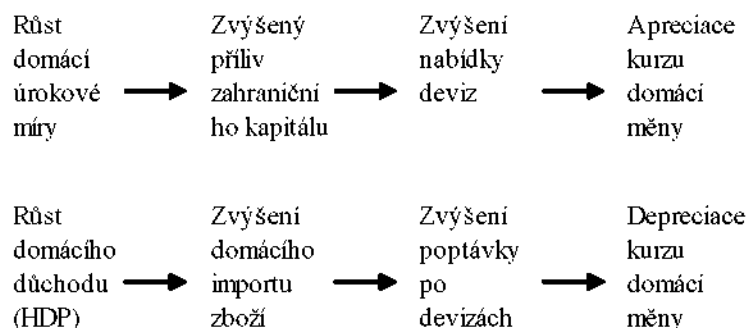 Růst Zvýšený Zvýšení Apreciace
domácí příliv nabídky kurzu
úrokové zahraniční deviz domácí
míry ho kapitálu měny
Růst Zvýšení Zvýšení Depreciace
domácího domácího poptávky kurzu
důchodu importu po domácí
(HDP) zboží devizách měny